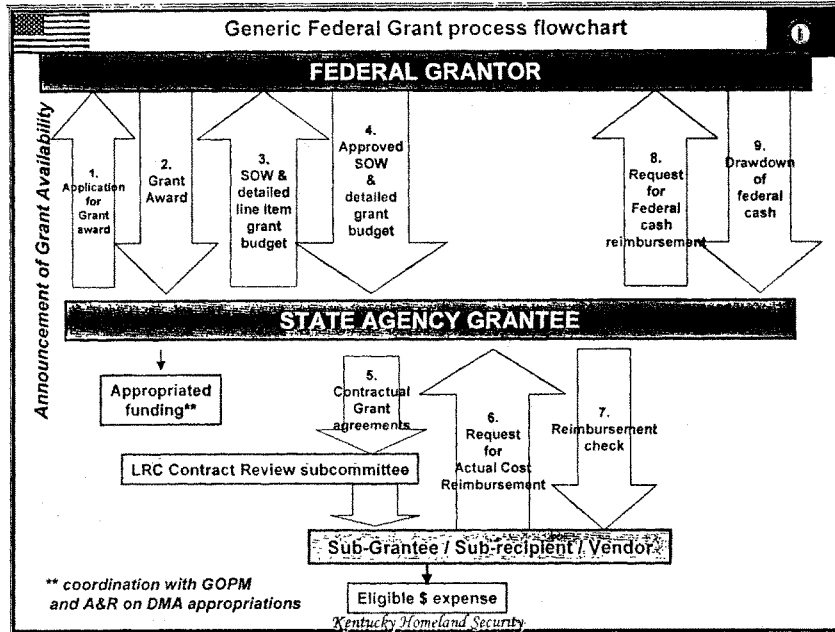 Generic Federal Grant process flowchart
FEDERAL GRANTOR
Announcement of Grant Availability
1.
Application
for
Grant
award
2.
Grant
Award
3.
SOW &
detailed
line Item
grant
budget
4.
Approved
SOW
&
detailed
grant
budget
8.
Request
for
Federal
cash
reimbursement
9.
Drawdown
of
federal
cash
STATE AGENCY GRANTEE
Appropriated
funding**
5.
Contractual
Grant
agreements
LRC Contract Review subcommittee
6.
Request
for
Actual Cost
Reimbursement
7.
Reimbursement
check
Sub-Grantee / Sub-recipient / Vendor
Eligible $ expense
** coordination with GOPM
and A&R on DMA appropriations
Kentucky Homeland Security